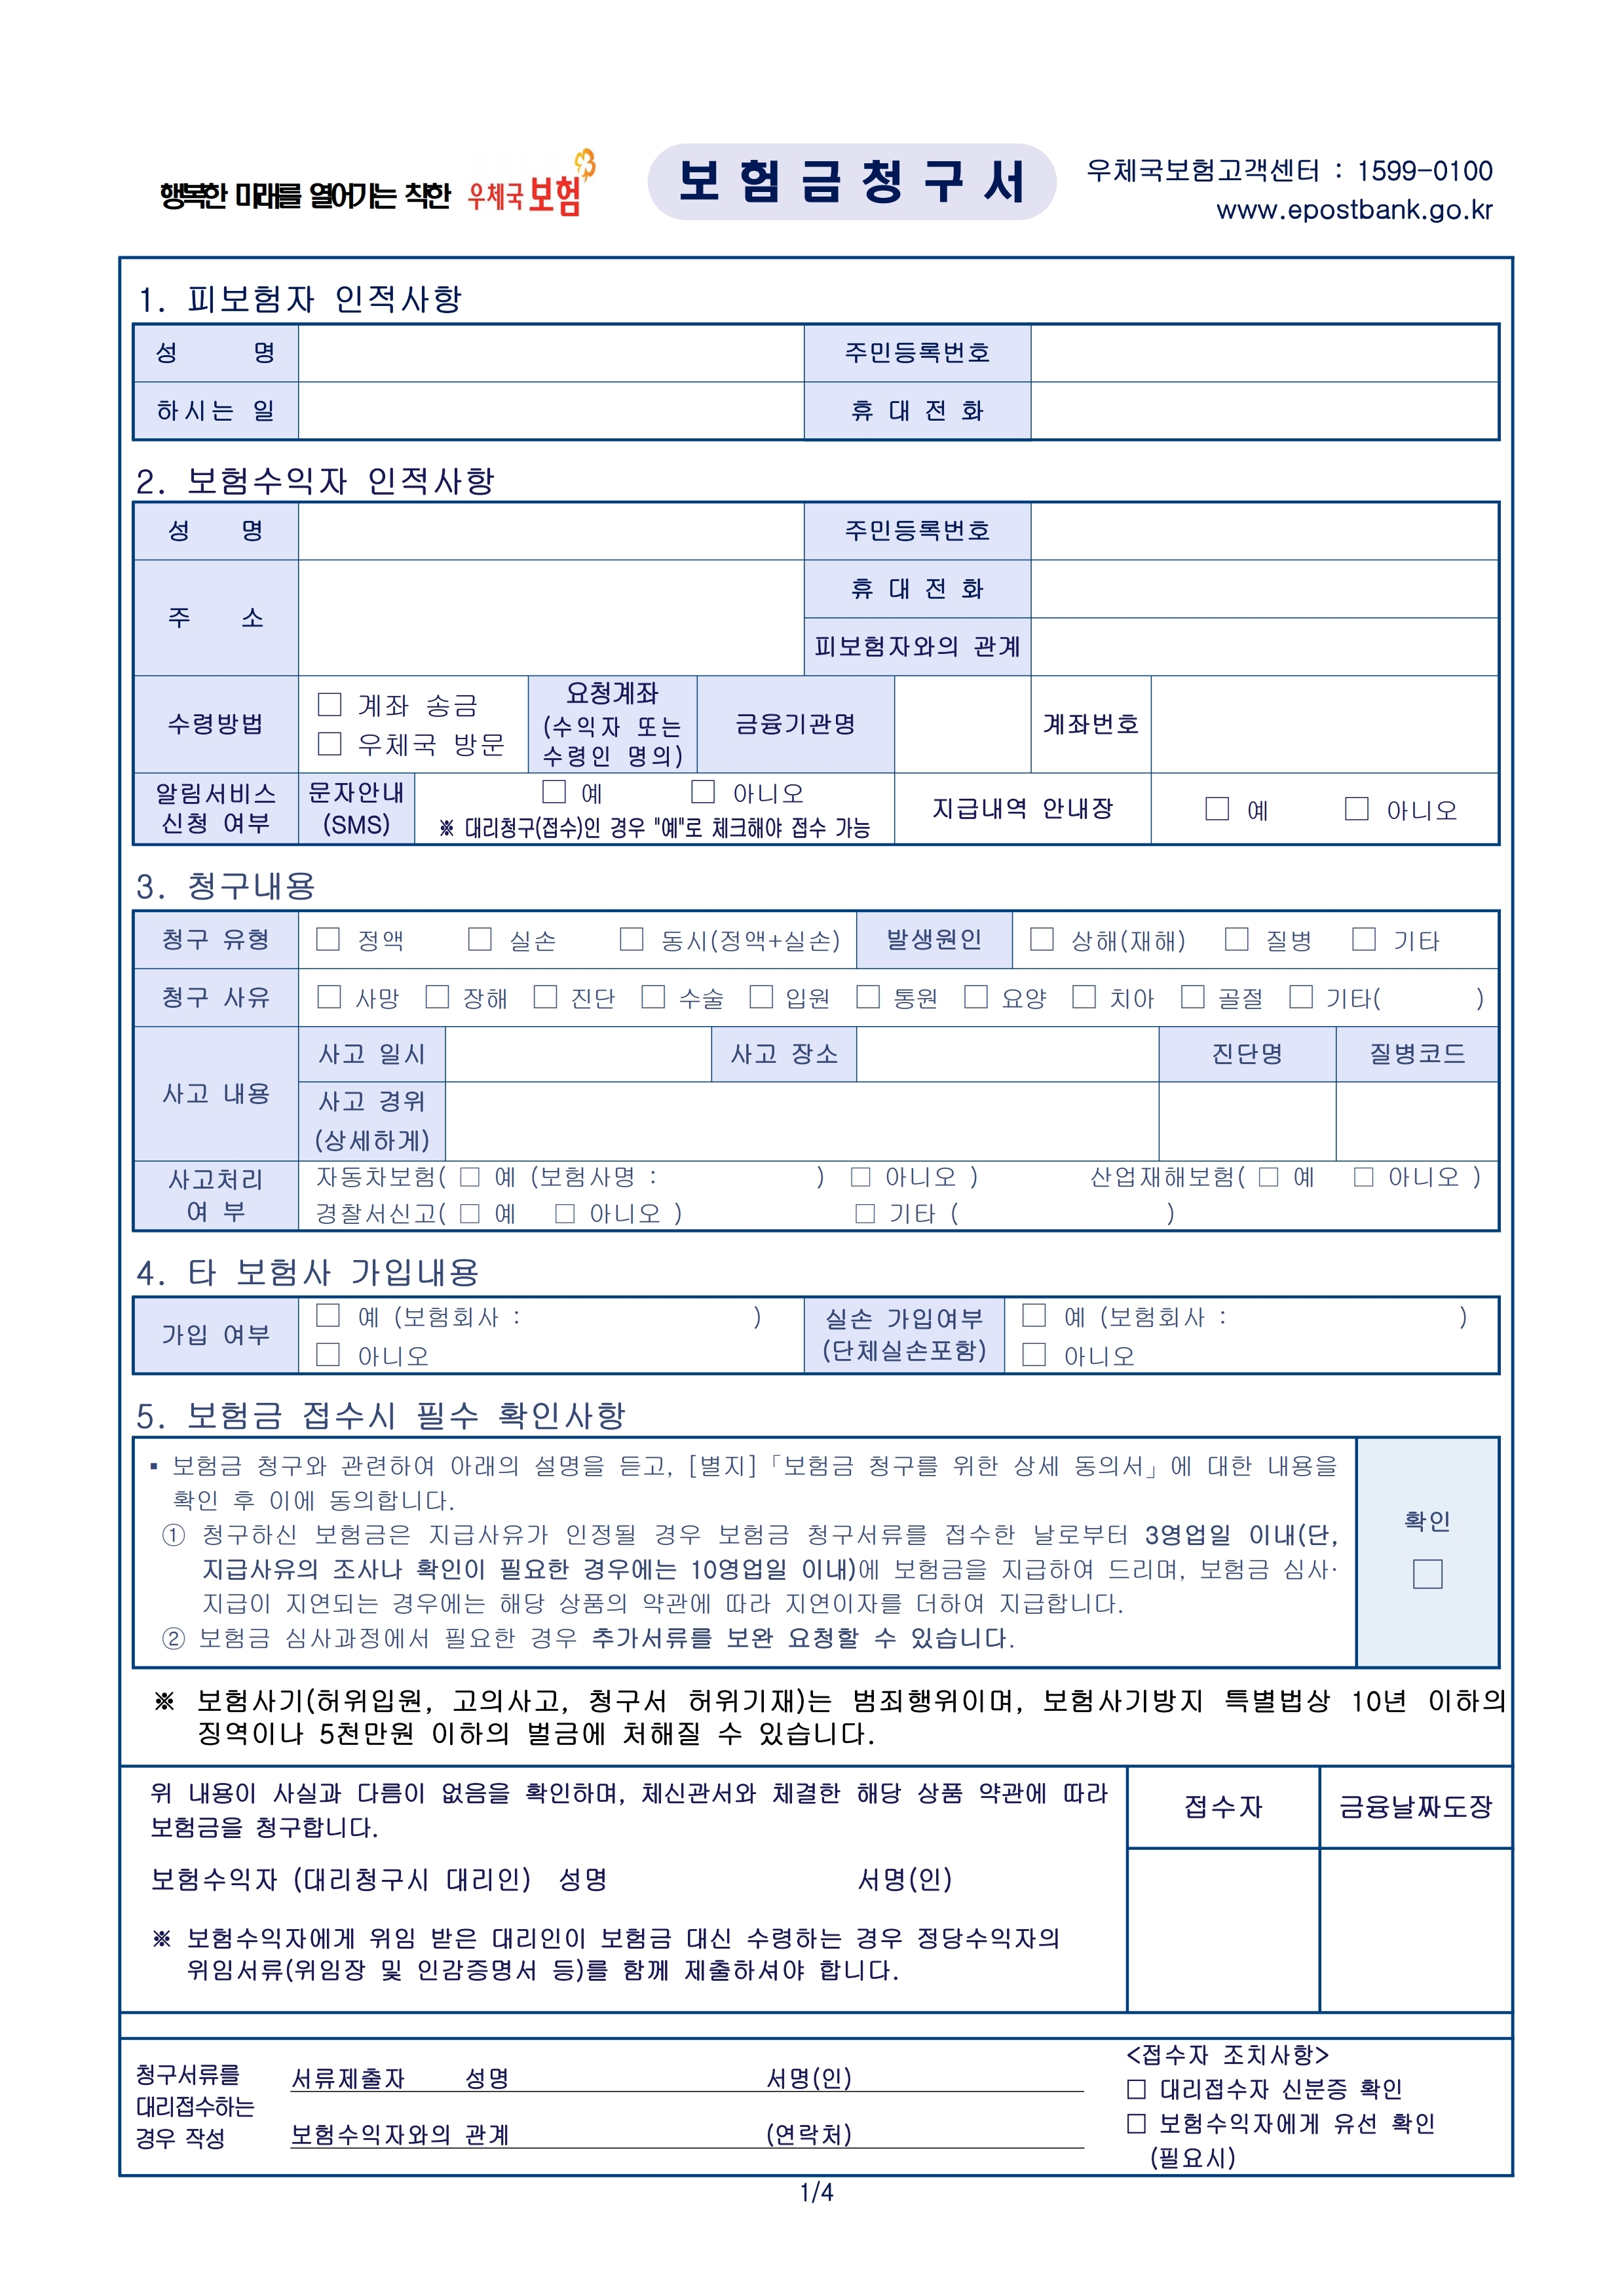 행복한 미래를 열어가는 착한 우체국 보험
보험금청구서
우체국보험고객센터 : 1599-0100
www.epostbank.go.kr
1. 피보험자 인적사항
성 명 주민등록번호
하시는 일 휴 대 전 화
2. 보험수익자 인적사항
성 명 주민등록번호
주 소 휴 대 전 화
피보험자와의 관계
수령방법 □ 계좌 송금 □ 우체국 방문 요청계좌 (수익자 또는 수령인 명의) 금융기관명 계좌번호
알림서비스 신청 여부 문자안내 (SMS) □ 예 □ 아니오 지급내역 안내장 □ 예 □ 아니오
※ 대리청구(접수)인 경우 "예"로 체크해야 접수 가능
3. 청구내용
청구 유형 □ 정액 □ 실손 □ 동시(정액+실손) 발생원인 □ 상해(재해) □ 질병 □ 기타
청구 사유 □ 사망 □ 장해 □ 진단 □ 수술 □ 입원 □ 통원 □ 요양 □ 치아 □ 골절 □ 기타( )
사고 내용 사고 일시 사고 장소 진단명 질병코드
사고 경위
(상세하게)
사고처리 여 부 자동차보험( □ 예 (보험사명 : ) □ 아니오 ) 산업재해보험( □ 예 □ 아니오 )
경찰서신고( □ 예 □ 아니오 ) □ 기타 ( )
4. 타 보험사 가입내용
가입 여부 □ 예 (보험회사 : ) □ 아니오 실손 가입여부 (단체실손포함) □ 예 (보험회사 : ) □ 아니오
5. 보험금 접수시 필수 확인사항
▪ 보험금 청구와 관련하여 아래의 설명을 듣고, [별지]「보험금 청구를 위한 상세 동의서」에 대한 내용을
확인 후 이에 동의합니다.
① 청구하신 보험금은 지급사유가 인정될 경우 보험금 청구서류를 접수한 날로부터 3영업일 이내(단,
지급사유의 조사나 확인이 필요한 경우에는 10영업일 이내)에 보험금을 지급하여 드리며, 보험금 심사·
지급이 지연되는 경우에는 해당 상품의 약관에 따라 지연이자를 더하여 지급합니다.
② 보험금 심사과정에서 필요한 경우 추가서류를 보완 요청할 수 있습니다.
확인
□
※ 보험사기(허위입원, 고의사고, 청구서 허위기재)는 범죄행위이며, 보험사기방지 특별법상 10년 이하의
징역이나 5천만원 이하의 벌금에 처해질 수 있습니다.
위 내용이 사실과 다름이 없음을 확인하며, 체신관서와 체결한 해당 상품 약관에 따라
보험금을 청구합니다.
보험수익자 (대리청구시 대리인) 성명 서명(인)
※ 보험수익자에게 위임 받은 대리인이 보험금 대신 수령하는 경우 정당수익자의
위임서류(위임장 및 인감증명서 등)를 함께 제출하셔야 합니다.
접수자 금융날짜도장
청구서류를
대리접수하는
경우 작성
서류제출자 성명 서명(인)
보험수익자와의 관계 (연락처)
<접수자 조치사항>
□ 대리접수자 신분증 확인
□ 보험수익자에게 유선 확인
(필요시)
1/4